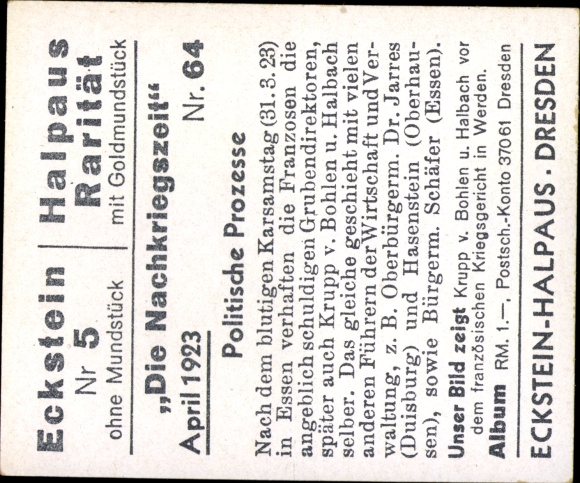 Eckstein
Nr 5
ohne Mundstück
Halpaus
Rarität
mit Goldmundstück
„Die Nachkriegszeit“
April 1923 Nr. 64
Politische Prozesse
Nach dem blutigen Karsamstag (31. 3. 23)
in Essen verhaften die Franzosen die
angeblich schuldigen Grubendirektoren,
später auch Krupp v. Bohlen u. Halbach
selber. Das gleiche geschieht mit vielen
anderen Führern der Wirtschaft und Ver-
waltung, z. B. Oberbürgerm. Dr. Jarres
(Duisburg) und Hasenstein (Oberhau-
sen), sowie Bürgerm. Schäfer (Essen).
Unser Bild zeigt Krupp v. Bohlen u. Halbach vor
dem französischen Kriegsgericht in Werden.
Album RM. 1.—, Postsch.-Konto 37061 Dresden
ECKSTEIN-HALPAUS · DRESDEN